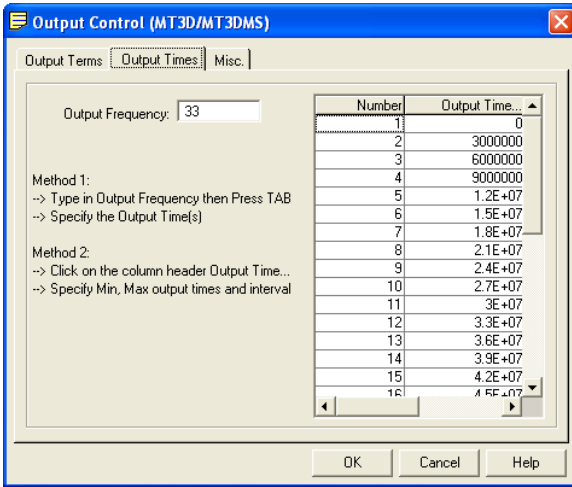 Output Control (MT3D/MT3DMS)
Output Terms Output Times Misc.
Output Frequency: 33
Method 1:
--> Type in Output Frequency then Press TAB
--> Specify the Output Time(s)
Method 2:
--> Click on the column header Output Time...
--> Specify Min, Max output times and interval
Number Output Time...
1 0
2 3000000
3 6000000
4 9000000
5 1.2E+07
6 1.5E+07
7 1.8E+07
8 2.1E+07
9 2.4E+07
10 2.7E+07
11 3E+07
12 3.3E+07
13 3.6E+07
14 3.9E+07
15 4.2E+07
16 4.5E+07
OK Cancel Help